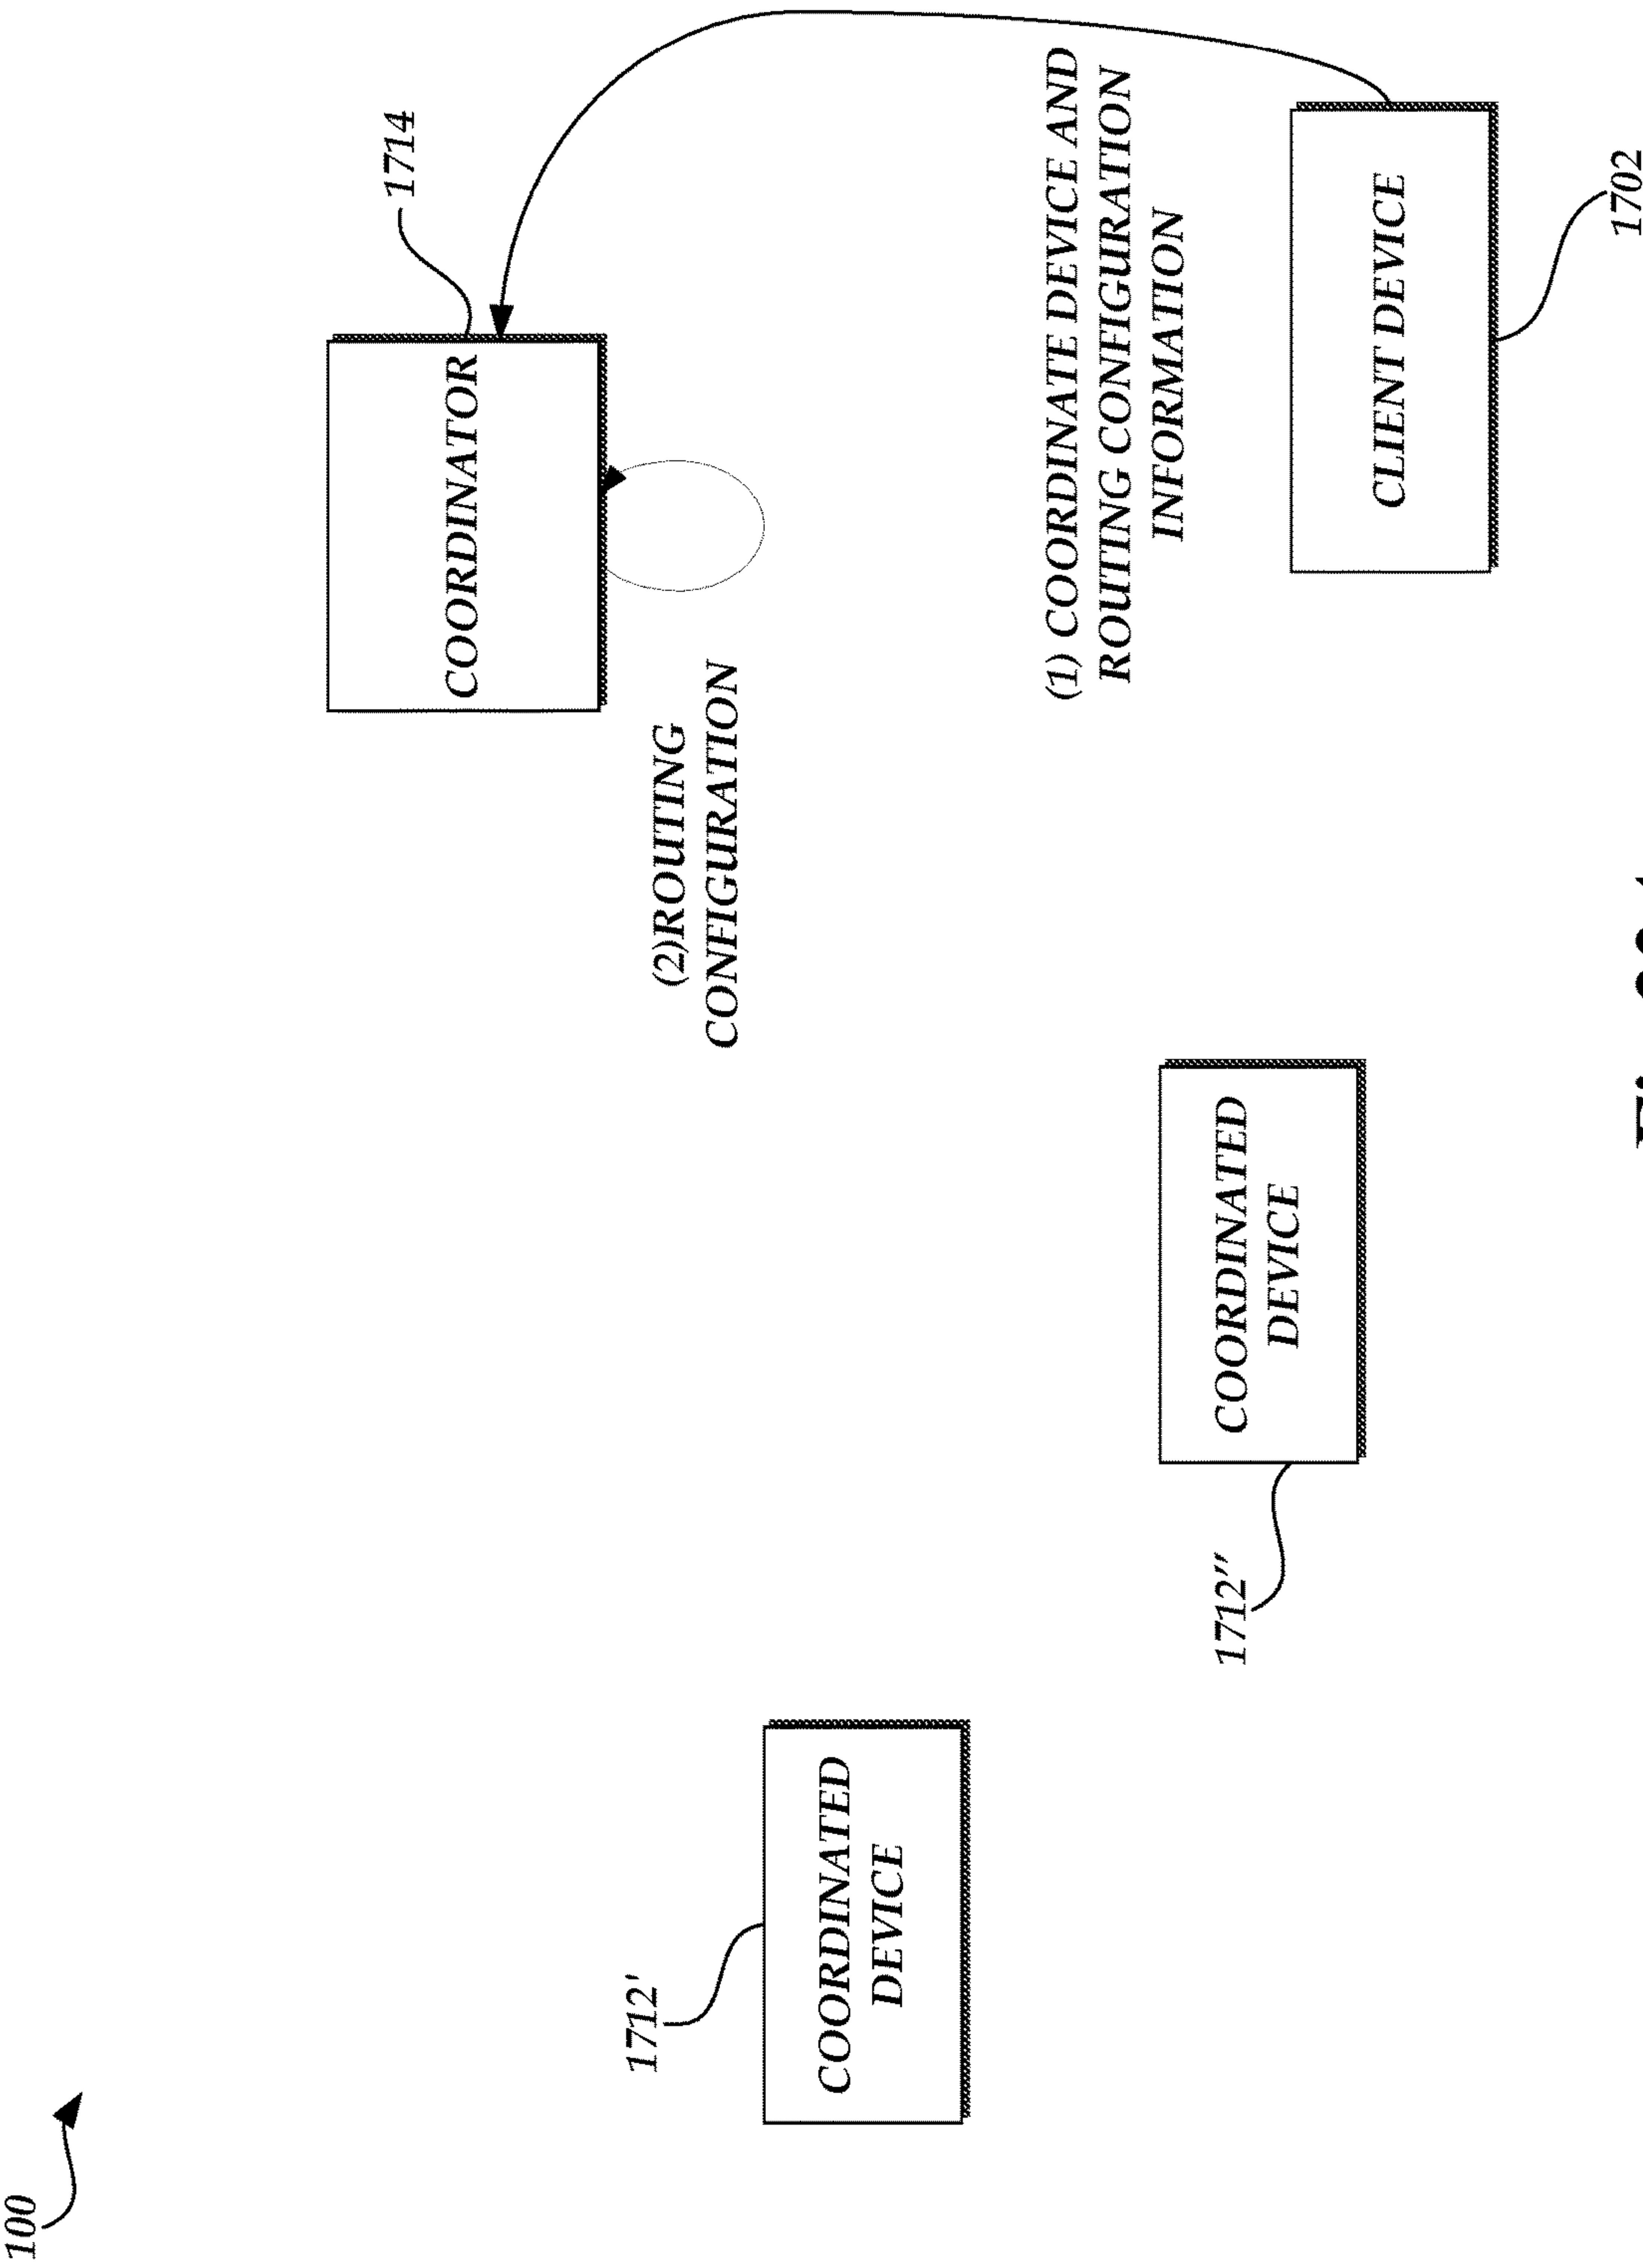 100
1714
COORDINATOR
(2)ROUTING
CONFIGURATION
1712'
COORDINATED
DEVICE
(1) COORDINATE DEVICE AND
ROUTING CONFIGURATION
INFORMATION
1712''
COORDINATED
DEVICE
CLIENT DEVICE
1702